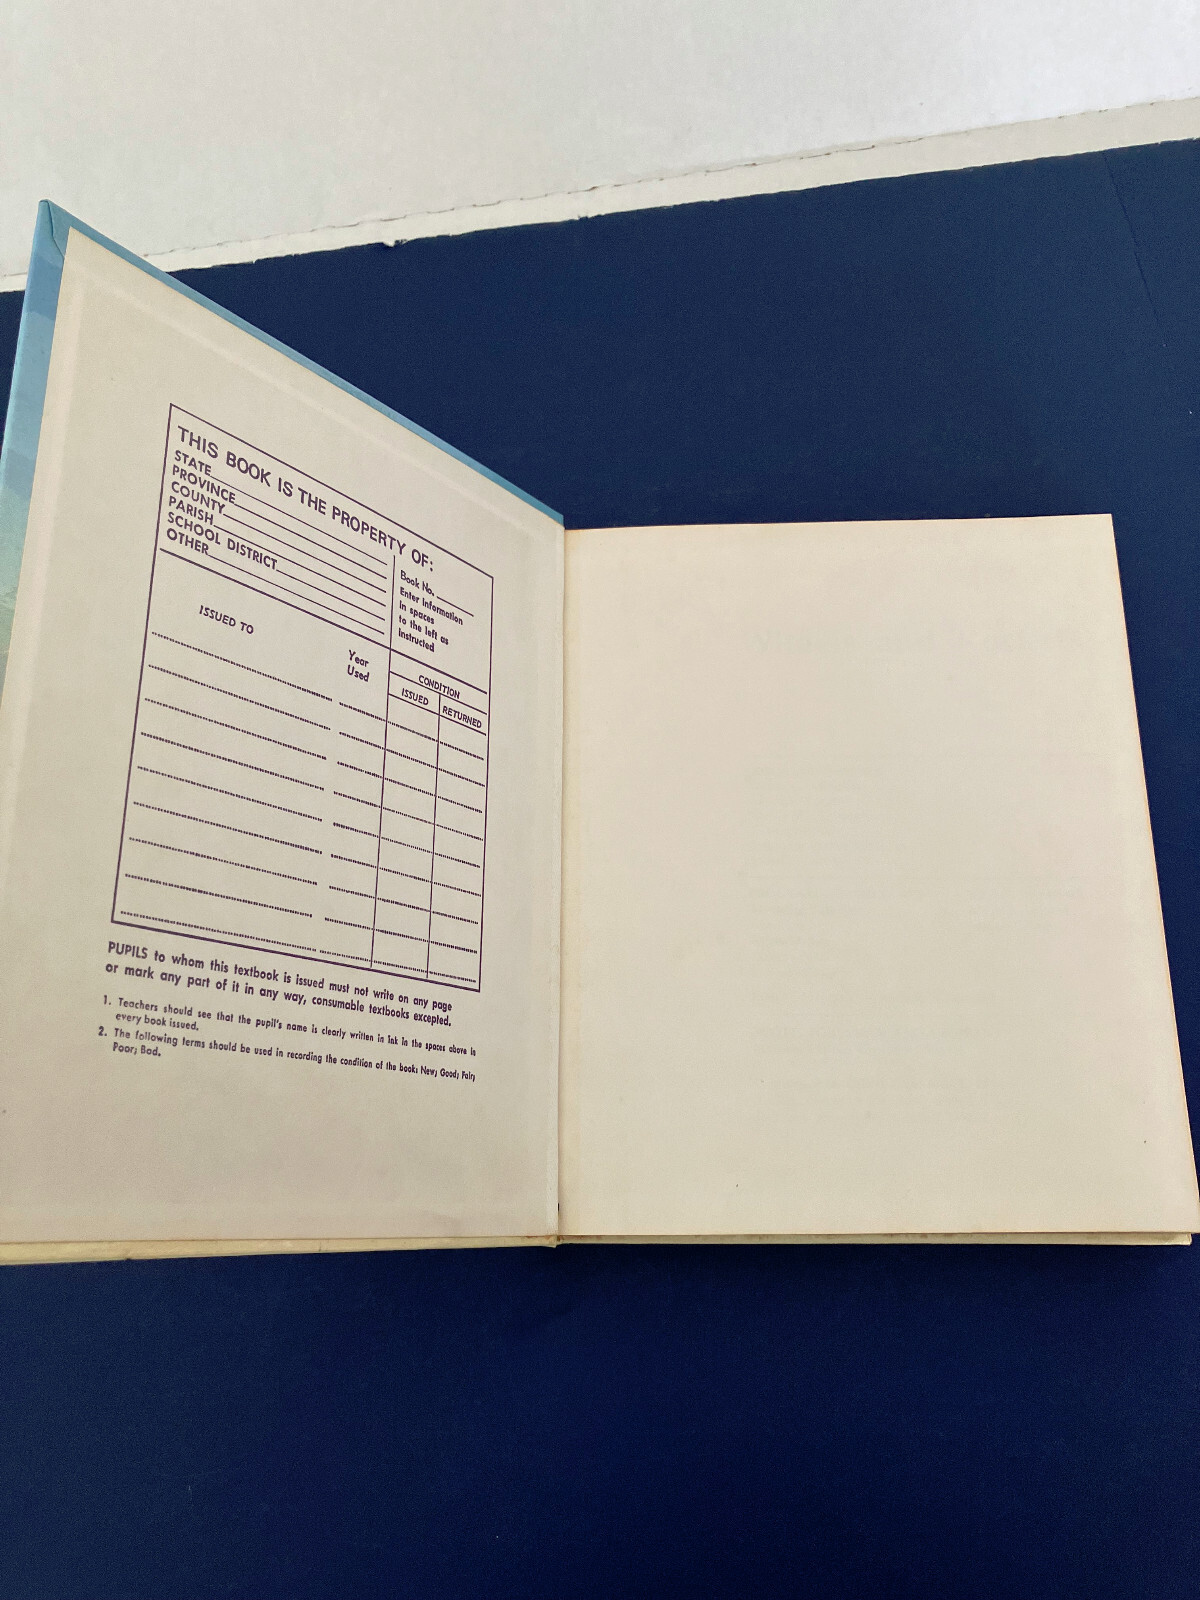 THIS BOOK IS THE PROPERTY OF:
STATE
PROVINCE
COUNTY
PARISH
SCHOOL DISTRICT
OTHER
Book No.
Enter information
in spaces
to the left as
instructed
ISSUED TO
Year
Used
CONDITION
ISSUED
RETURNED
PUPILS to whom this textbook is issued must not write on any page
or mark any part of it in any way, consumable textbooks excepted.
1. Teachers should see that the pupil's name is clearly written in ink in the spaces above in
every book issued.
2. The following terms should be used in recording the condition of the book: New; Good; Fair;
Poor; Bad.